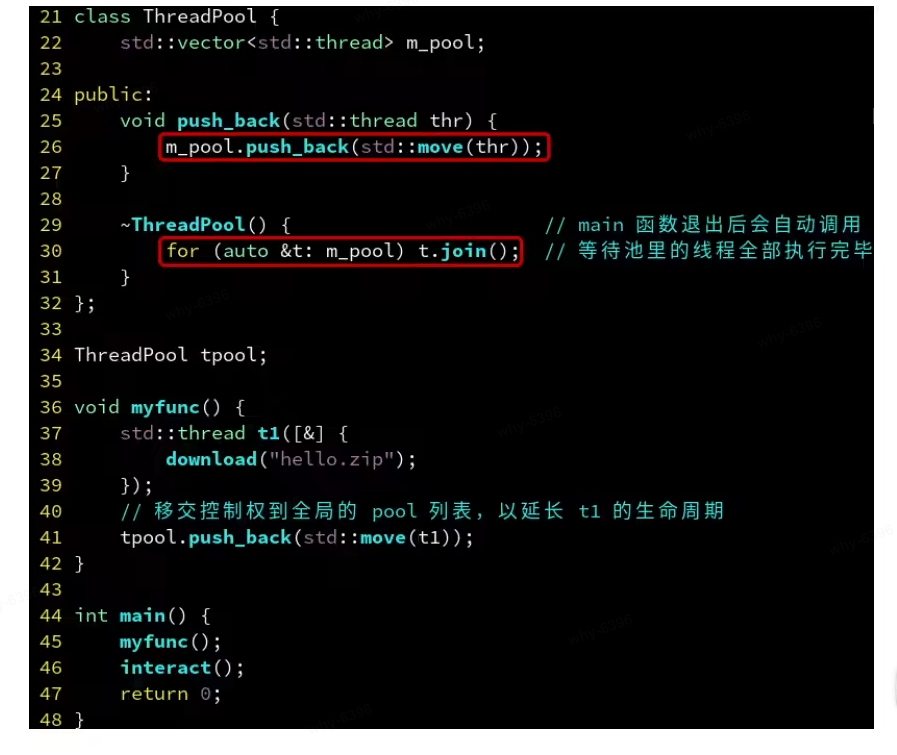 21 class ThreadPool {
22     std::vector<std::thread> m_pool;
23
24 public:
25     void push_back(std::thread thr) {
26         m_pool.push_back(std::move(thr));
27     }
28
29     ~ThreadPool() {                      // main 函数退出后会自动调用
30         for (auto &t: m_pool) t.join();  // 等待池里的线程全部执行完毕
31     }
32 };
33
34 ThreadPool tpool;
35
36 void myfunc() {
37     std::thread t1([&] {
38         download("hello.zip");
39     });
40     // 移交控制权到全局的 pool 列表，以延长 t1 的生命周期
41     tpool.push_back(std::move(t1));
42 }
43
44 int main() {
45     myfunc();
46     interact();
47     return 0;
48 }